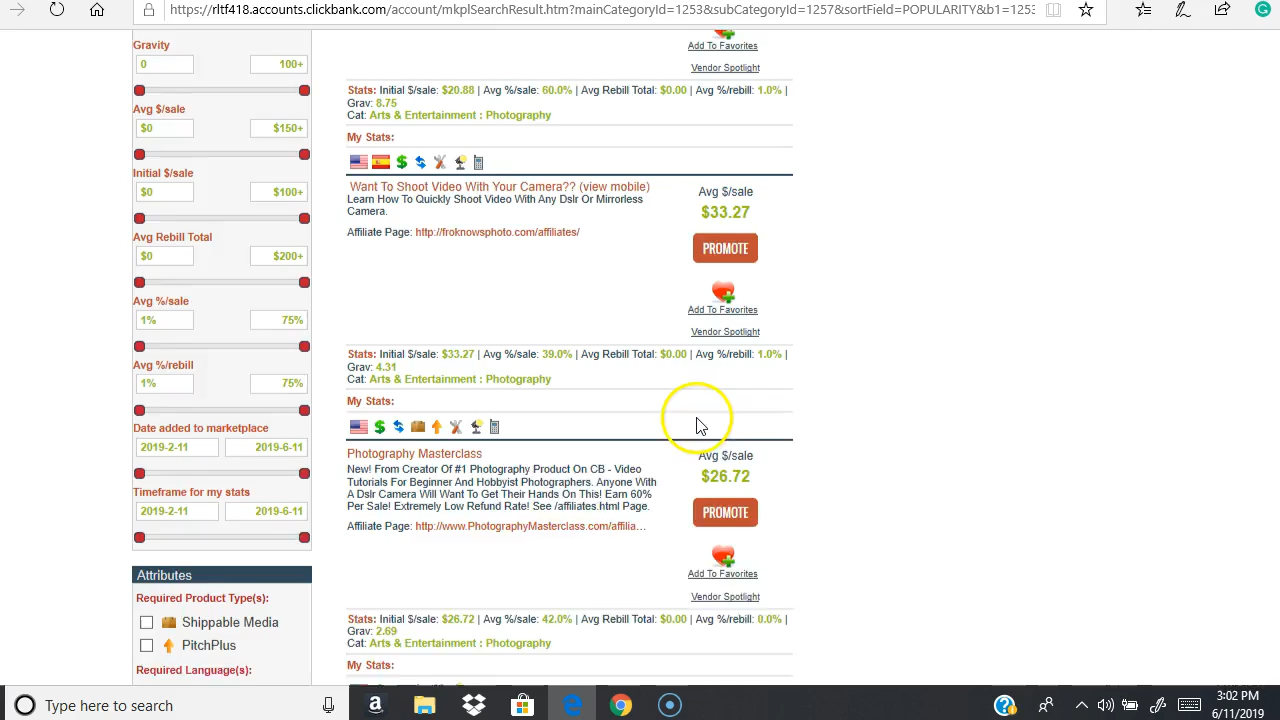 https://rltf418.accounts.clickbank.com/account/mkplSearchResult.htm?mainCategoryId=1253&subCategoryId=1257&sortField=POPULARITY&b1=1253
Gravity
0 100+
Avg $/sale
$0 $150+
Initial $/sale
$0 $100+
Avg Rebill Total
$0 $200+
Avg %/sale
1% 75%
Avg %/rebill
1% 75%
Date added to marketplace
2019-2-11 2019-6-11
Timeframe for my stats
2019-2-11 2019-6-11
Attributes
Required Product Type(s):
Shippable Media
PitchPlus
Required Language(s):
Add To Favorites
Vendor Spotlight
Stats: Initial $/sale: $20.88 | Avg %/sale: 60.0% | Avg Rebill Total: $0.00 | Avg %/rebill: 1.0% |
Grav: 8.75
Cat: Arts & Entertainment : Photography
My Stats:
Want To Shoot Video With Your Camera?? (view mobile)
Learn How To Quickly Shoot Video With Any Dslr Or Mirrorless
Camera.
Affiliate Page: http://froknowsphoto.com/affiliates/
Avg $/sale
$33.27
PROMOTE
Add To Favorites
Vendor Spotlight
Stats: Initial $/sale: $33.27 | Avg %/sale: 39.0% | Avg Rebill Total: $0.00 | Avg %/rebill: 1.0% |
Grav: 4.31
Cat: Arts & Entertainment : Photography
My Stats:
Photography Masterclass
New! From Creator Of #1 Photography Product On CB - Video
Tutorials For Beginner And Hobbyist Photographers. Anyone With
A Dslr Camera Will Want To Get Their Hands On This! Earn 60%
Per Sale! Extremely Low Refund Rate! See /affiliates.html Page.
Affiliate Page: http://www.PhotographyMasterclass.com/affilia...
Avg $/sale
$26.72
PROMOTE
Add To Favorites
Vendor Spotlight
Stats: Initial $/sale: $26.72 | Avg %/sale: 42.0% | Avg Rebill Total: $0.00 | Avg %/rebill: 0.0% |
Grav: 2.69
Cat: Arts & Entertainment : Photography
My Stats:
Type here to search
3:02 PM
6/11/2019